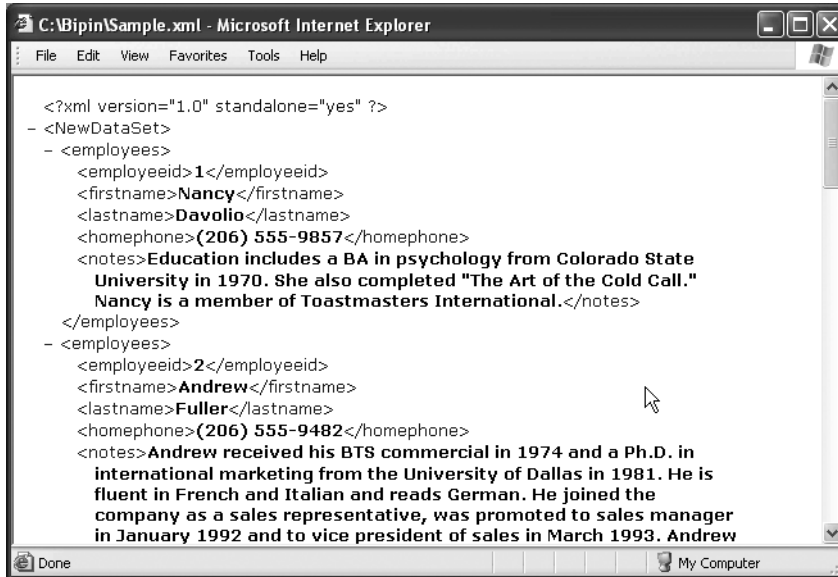 C:\Bipin\Sample.xml - Microsoft Internet Explorer
File Edit View Favorites Tools Help
<?xml version="1.0" standalone="yes" ?>
- <NewDataSet>
- <employees>
<employeeid>1</employeeid>
<firstname>Nancy</firstname>
<lastname>Davolio</lastname>
<homephone>(206) 555-9857</homephone>
<notes>Education includes a BA in psychology from Colorado State
University in 1970. She also completed "The Art of the Cold Call."
Nancy is a member of Toastmasters International.</notes>
</employees>
- <employees>
<employeeid>2</employeeid>
<firstname>Andrew</firstname>
<lastname>Fuller</lastname>
<homephone>(206) 555-9482</homephone>
<notes>Andrew received his BTS commercial in 1974 and a Ph.D. in
international marketing from the University of Dallas in 1981. He is
fluent in French and Italian and reads German. He joined the
company as a sales representative, was promoted to sales manager
in January 1992 and to vice president of sales in March 1993. Andrew
Done My Computer